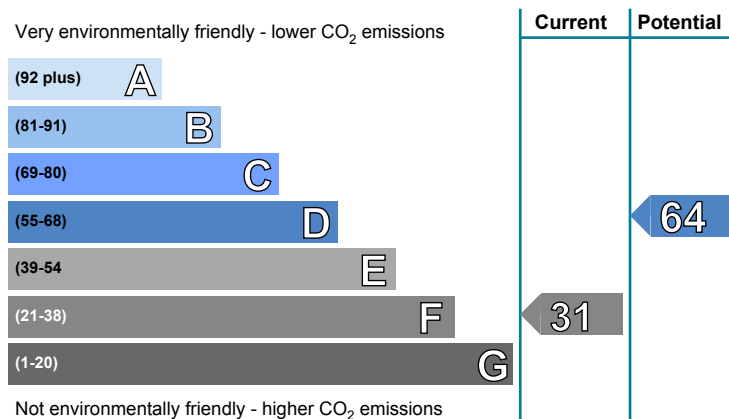 Current Potential
Very environmentally friendly - lower CO₂ emissions
(92 plus) A
(81-91) B
(69-80) C
(55-68) D 64
(39-54 E
(21-38) F 31
(1-20) G
Not environmentally friendly - higher CO₂ emissions